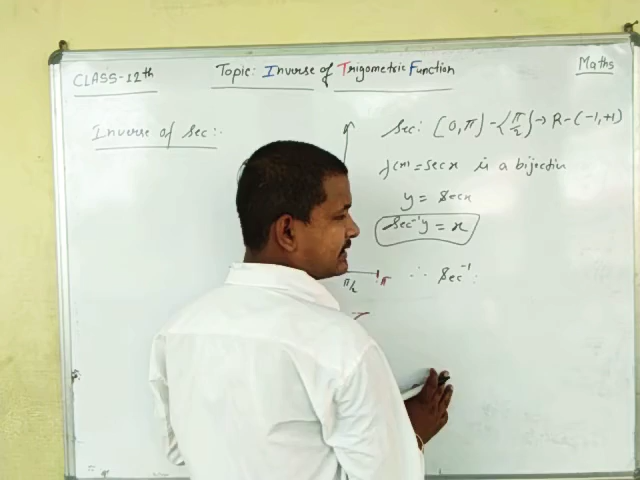 CLASS-12th
Topic: Inverse of Trigometric Function
Maths
Inverse of Sec:-
Sec: [0,π] - {π/2} → R - (-1,+1)
f(x) = sec x is a bijection
y = Secx
Sec⁻¹y = x
π/2 π
∴ Sec⁻¹: